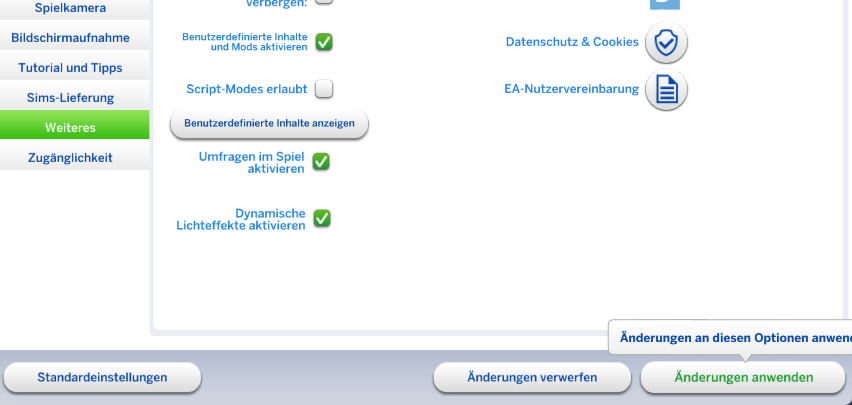 Spielkamera
Bildschirmaufnahme
Tutorial und Tipps
Sims-Lieferung
Weiteres
Zugänglichkeit
verbergen:
Benutzerdefinierte Inhalte
und Mods aktivieren
Script-Modes erlaubt
Benutzerdefinierte Inhalte anzeigen
Umfragen im Spiel
aktivieren
Dynamische
Lichteffekte aktivieren
Datenschutz & Cookies
EA-Nutzervereinbarung
Änderungen an diesen Optionen anwend
Standardeinstellungen
Änderungen verwerfen
Änderungen anwenden